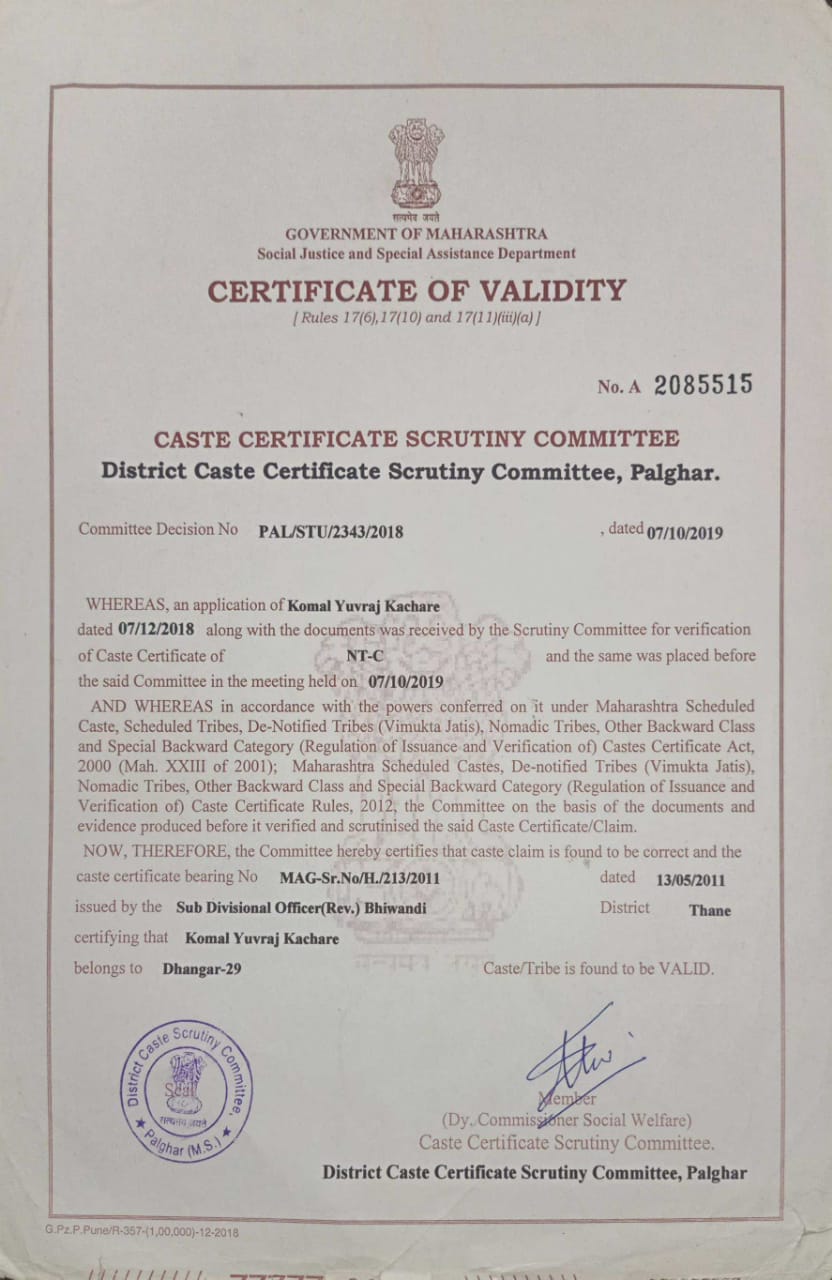 सत्यमेव जयते
GOVERNMENT OF MAHARASHTRA
Social Justice and Special Assistance Department
CERTIFICATE OF VALIDITY
[ Rules 17(6),17(10) and 17(11)(iii)(a) ]
No. A 2085515
CASTE CERTIFICATE SCRUTINY COMMITTEE
District Caste Certificate Scrutiny Committee, Palghar.
Committee Decision No PAL/STU/2343/2018 , dated 07/10/2019
WHEREAS, an application of Komal Yuvraj Kachare
dated 07/12/2018 along with the documents was received by the Scrutiny Committee for verification
of Caste Certificate of NT-C and the same was placed before
the said Committee in the meeting held on 07/10/2019
AND WHEREAS in accordance with the powers conferred on it under Maharashtra Scheduled
Caste, Scheduled Tribes, De-Notified Tribes (Vimukta Jatis), Nomadic Tribes, Other Backward Class
and Special Backward Category (Regulation of Issuance and Verification of) Castes Certificate Act,
2000 (Mah. XXIII of 2001); Maharashtra Scheduled Castes, De-notified Tribes (Vimukta Jatis),
Nomadic Tribes, Other Backward Class and Special Backward Category (Regulation of Issuance and
Verification of) Caste Certificate Rules, 2012, the Committee on the basis of the documents and
evidence produced before it verified and scrutinised the said Caste Certificate/Claim.
NOW, THEREFORE, the Committee hereby certifies that caste claim is found to be correct and the
caste certificate bearing No MAG-Sr.No/H./213/2011 dated 13/05/2011
issued by the Sub Divisional Officer(Rev.) Bhiwandi District Thane
certifying that Komal Yuvraj Kachare
belongs to Dhangar-29 Caste/Tribe is found to be VALID.
District Caste Scrutiny Committee,
Seal
सत्यमेव जयते
★ Palghar (M.S.) ★
Member
(Dy. Commissioner Social Welfare)
Caste Certificate Scrutiny Committee.
District Caste Certificate Scrutiny Committee, Palghar
G.Pz.P.Pune/R-357-(1,00,000)-12-2018